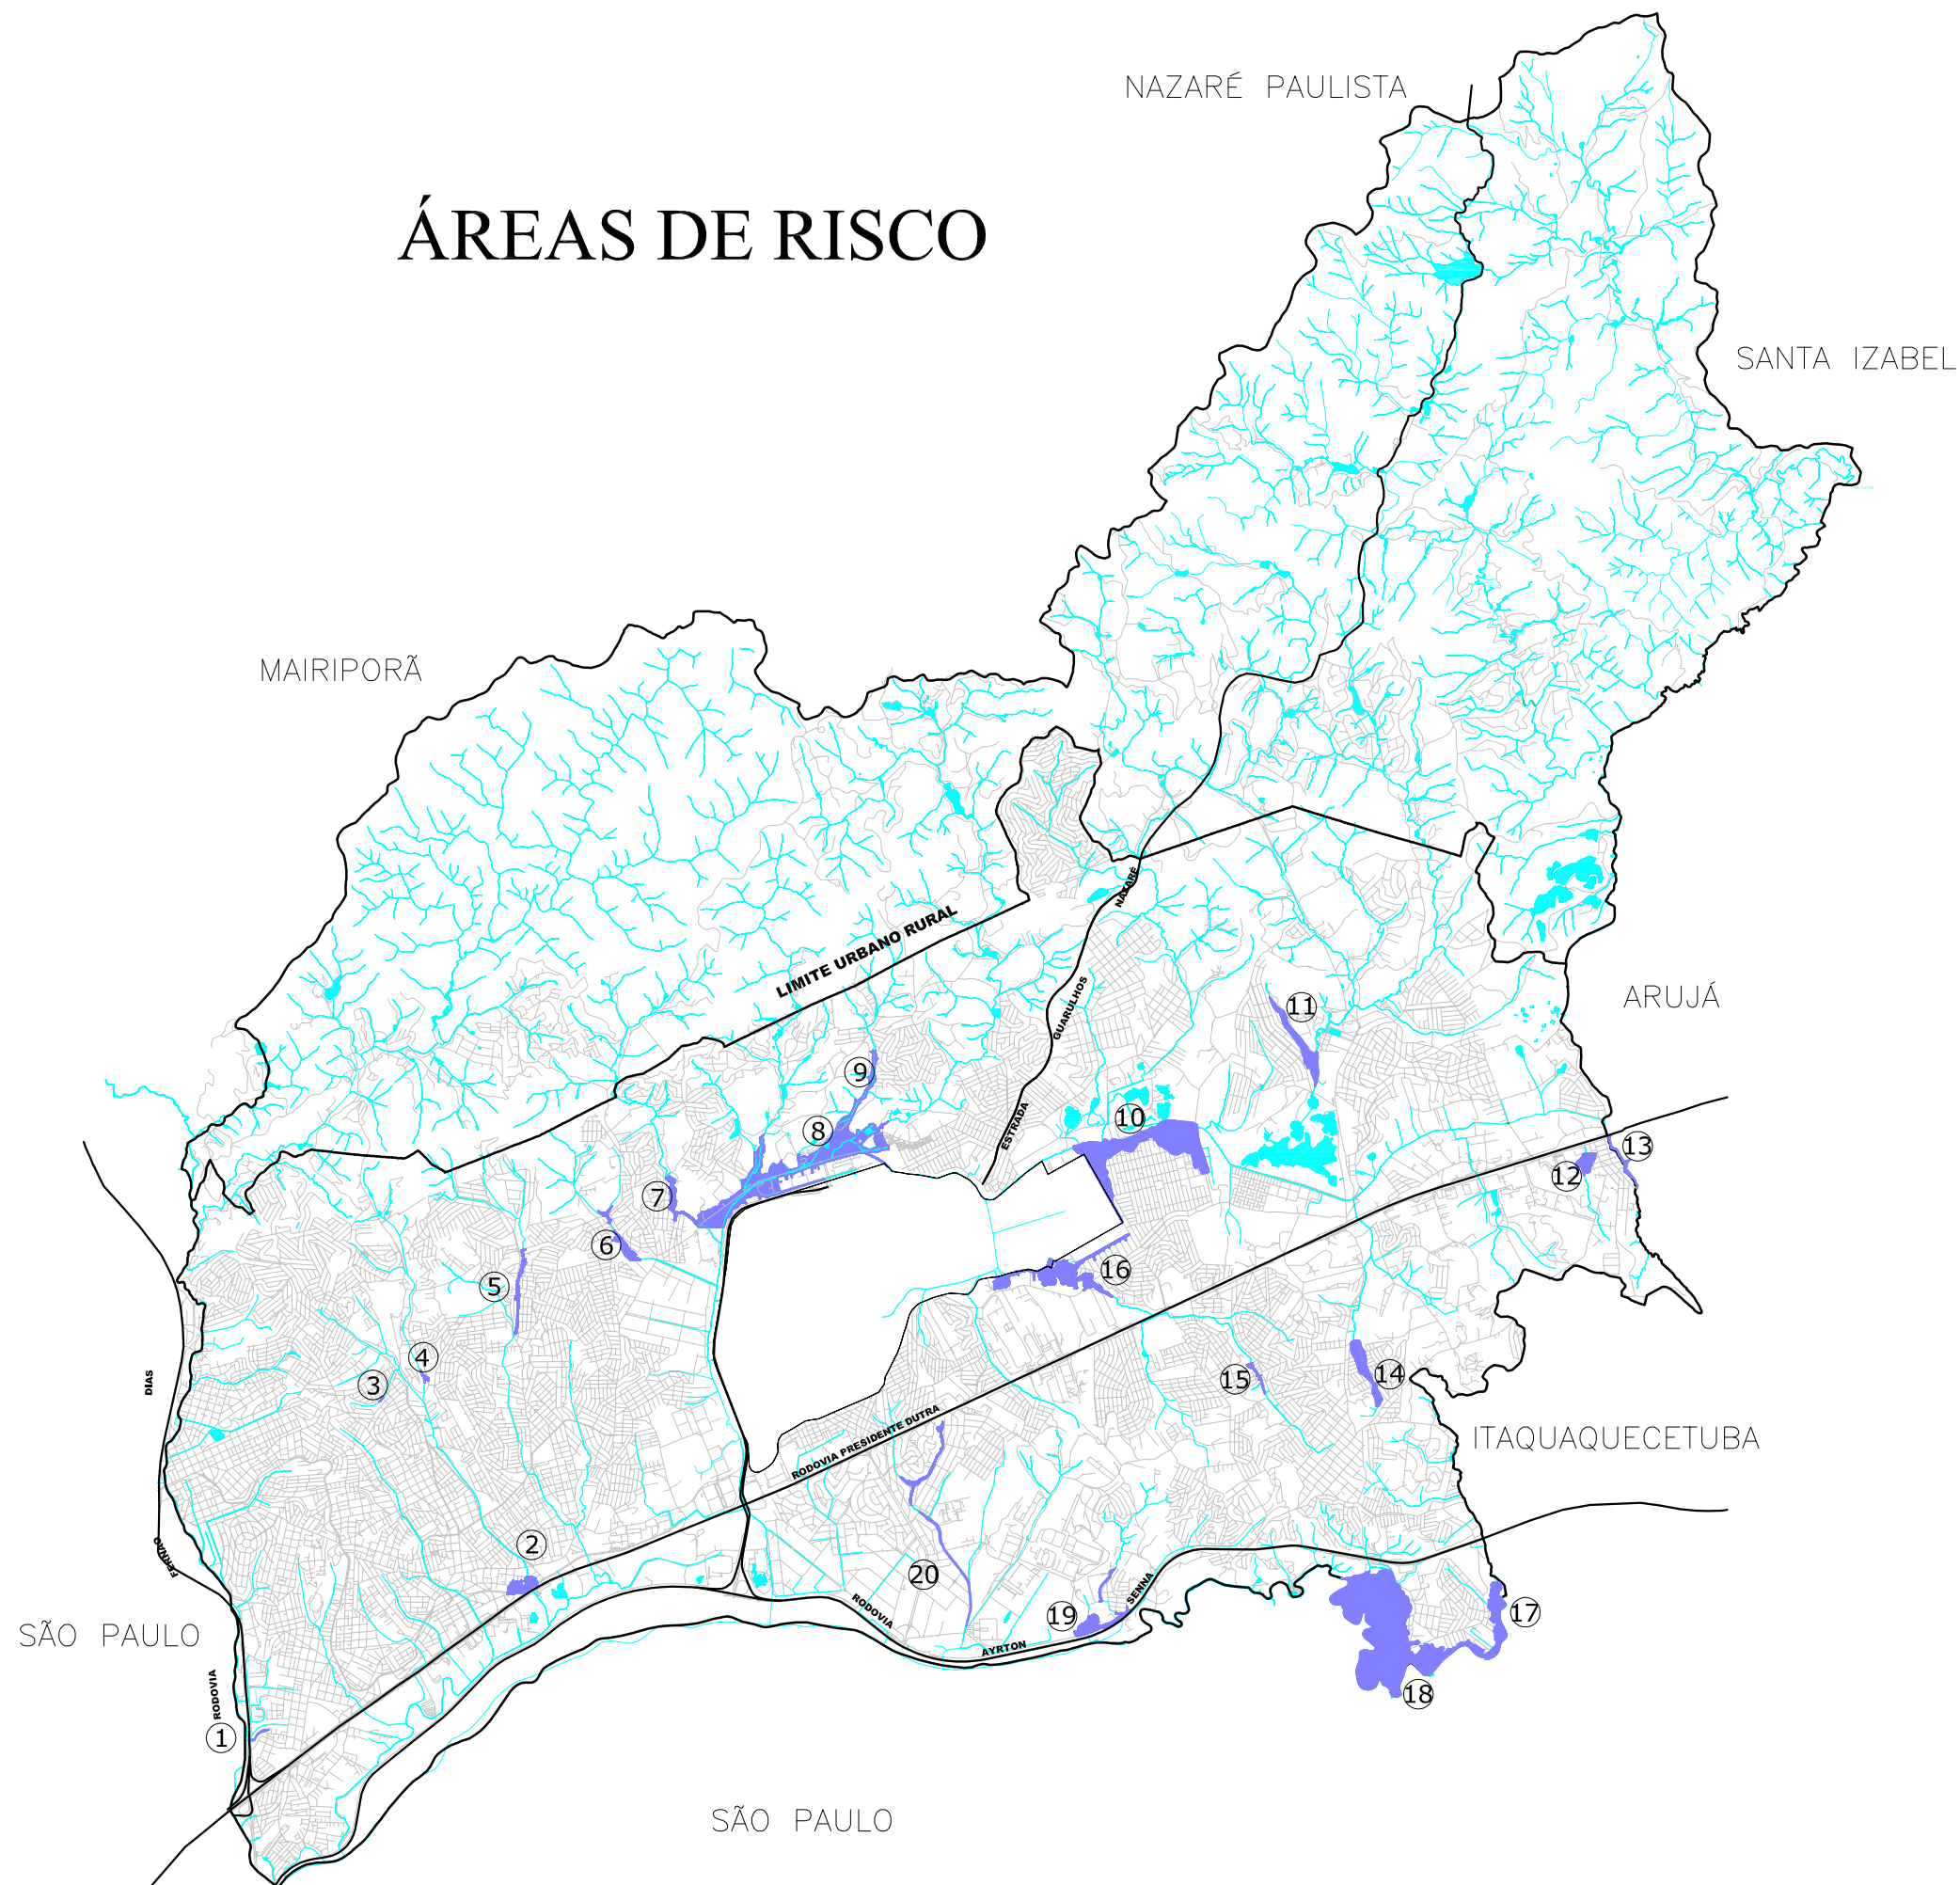 NAZARÉ PAULISTA
ÁREAS DE RISCO
SANTA IZABEL
MAIRIPORÃ
NAZARÉ
LIMITE URBANO RURAL
GUARULHOS
ARUJÁ
11
9
10
ESTRADA
8
13
12
7
6
16
5
4
3
DIAS
15
14
RODOVIA PRESIDENTE DUTRA
ITAQUAQUECETUBA
2
FERNÃO
20
SENNA
RODOVIA
19
17
SÃO PAULO
AYRTON
RODOVIA
18
1
SÃO PAULO